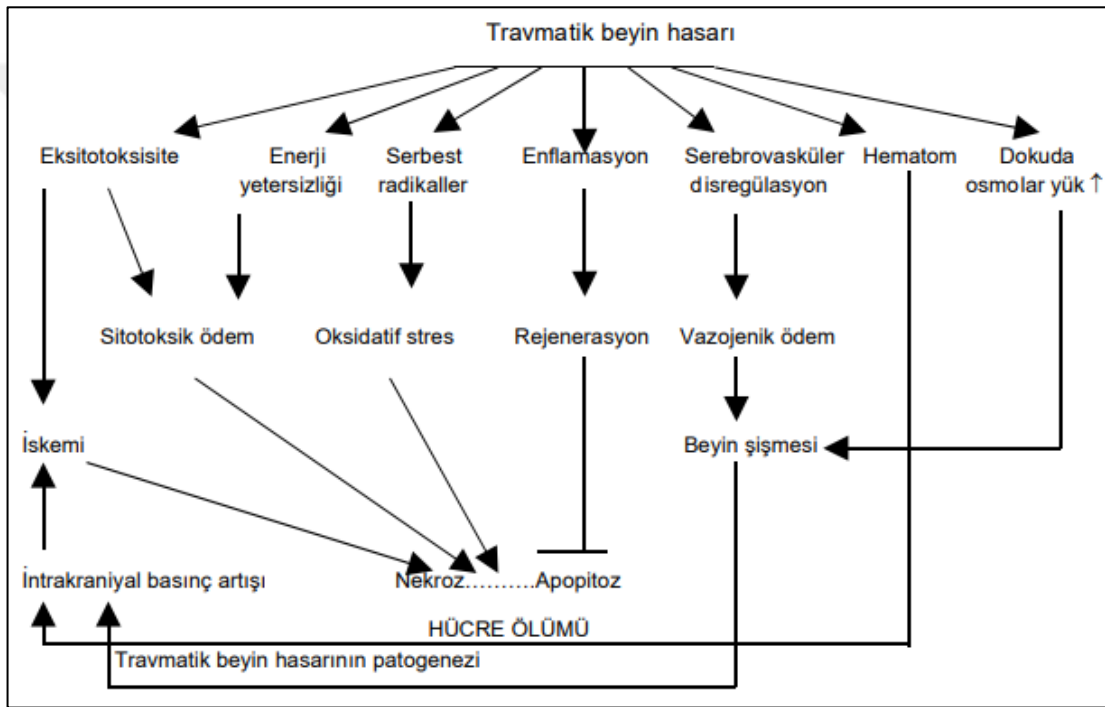 Travmatik beyin hasarı
Eksitotoksisite
Enerji
yetersizliği
Serbest
radikaller
Enflamasyon
Serebrovasküler
disregülasyon
Hematom
Dokuda
osmolar yük ↑
Sitotoksik ödem
Oksidatif stres
Rejenerasyon
Vazojenik ödem
İskemi
Beyin şişmesi
İntrakraniyal basınç artışı
Nekroz……….Apopitoz
HÜCRE ÖLÜMÜ
Travmatik beyin hasarının patogenezi